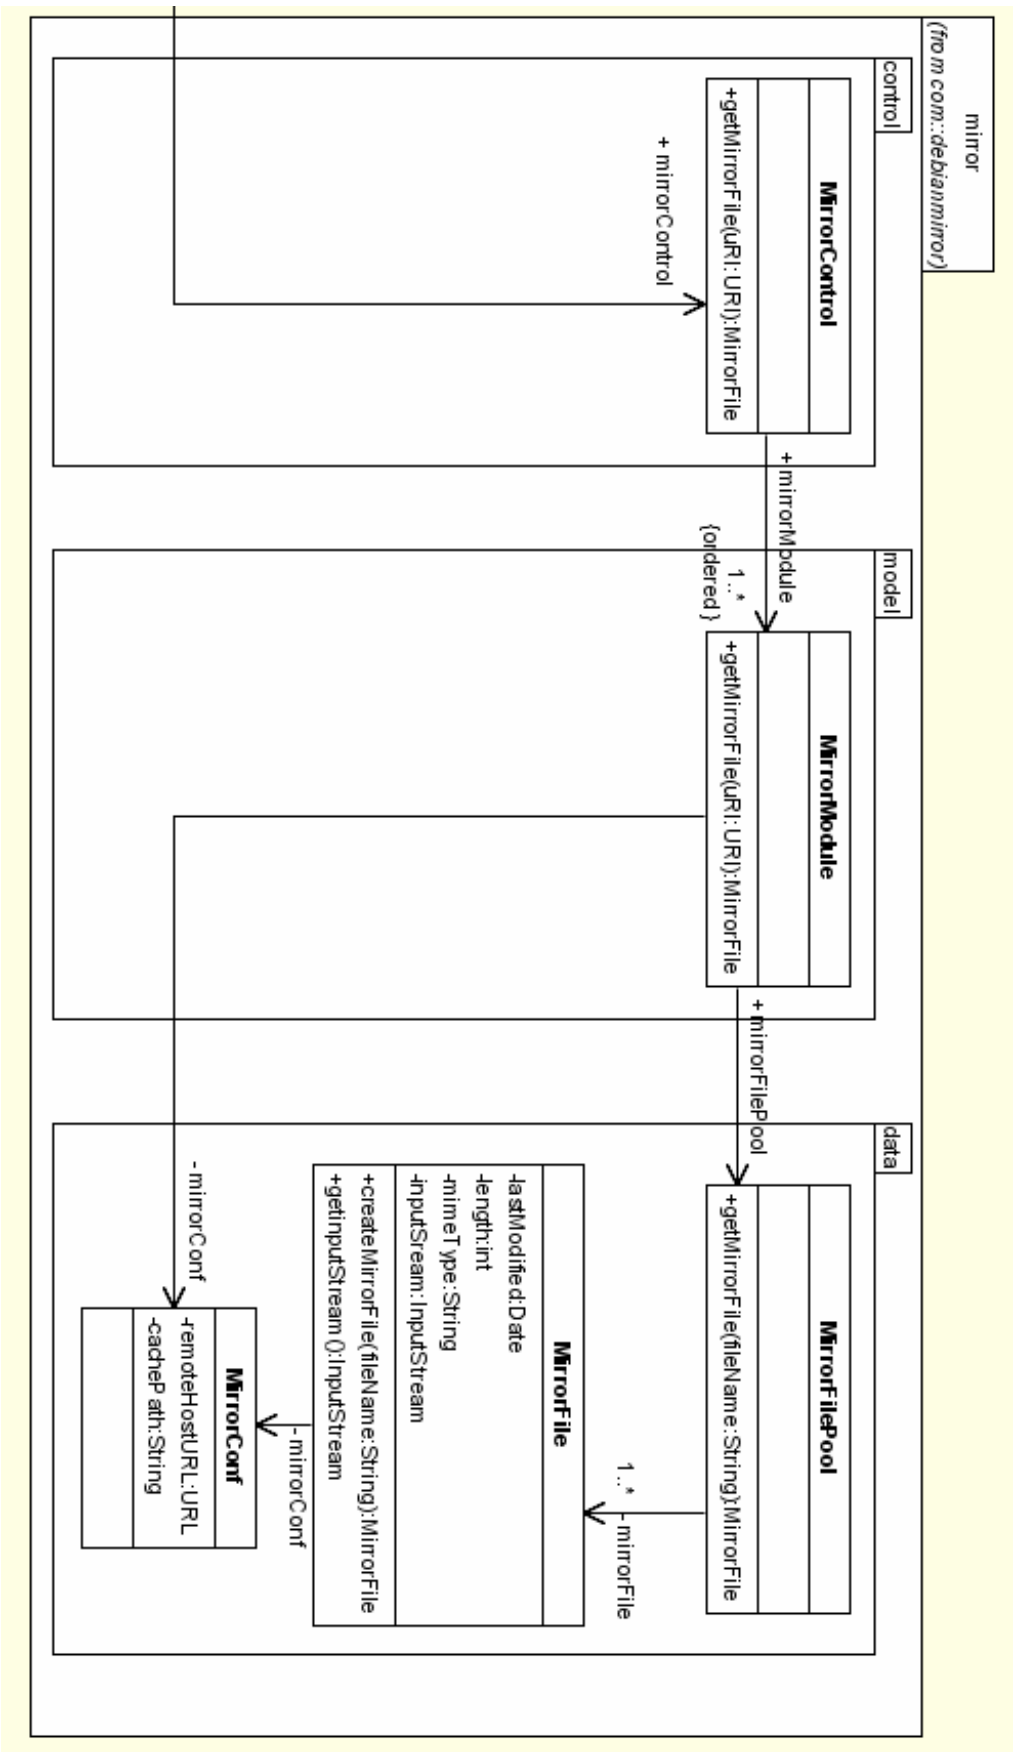 mirror
(from com::debianmirror)
control
MirrorControl
+getMirrorFile(uRI:URI):MirrorFile
+ mirrorControl
+ mirrorModule
1..*
{ordered}
model
MirrorModule
+getMirrorFile(uRI:URI):MirrorFile
+ mirrorFilePool
data
MirrorFilePool
+getMirrorFile(fileName:String):MirrorFile
1..*
- mirrorFile
MirrorFile
-lastModified:Date
-length:int
-mimeType:String
-inputSream:InputStream
+createMirrorFile(fileName:String):MirrorFile
+getInputStream():InputStream
- mirrorConf
- mirrorConf
MirrorConf
-remoteHostURL:URL
-cachePath:String